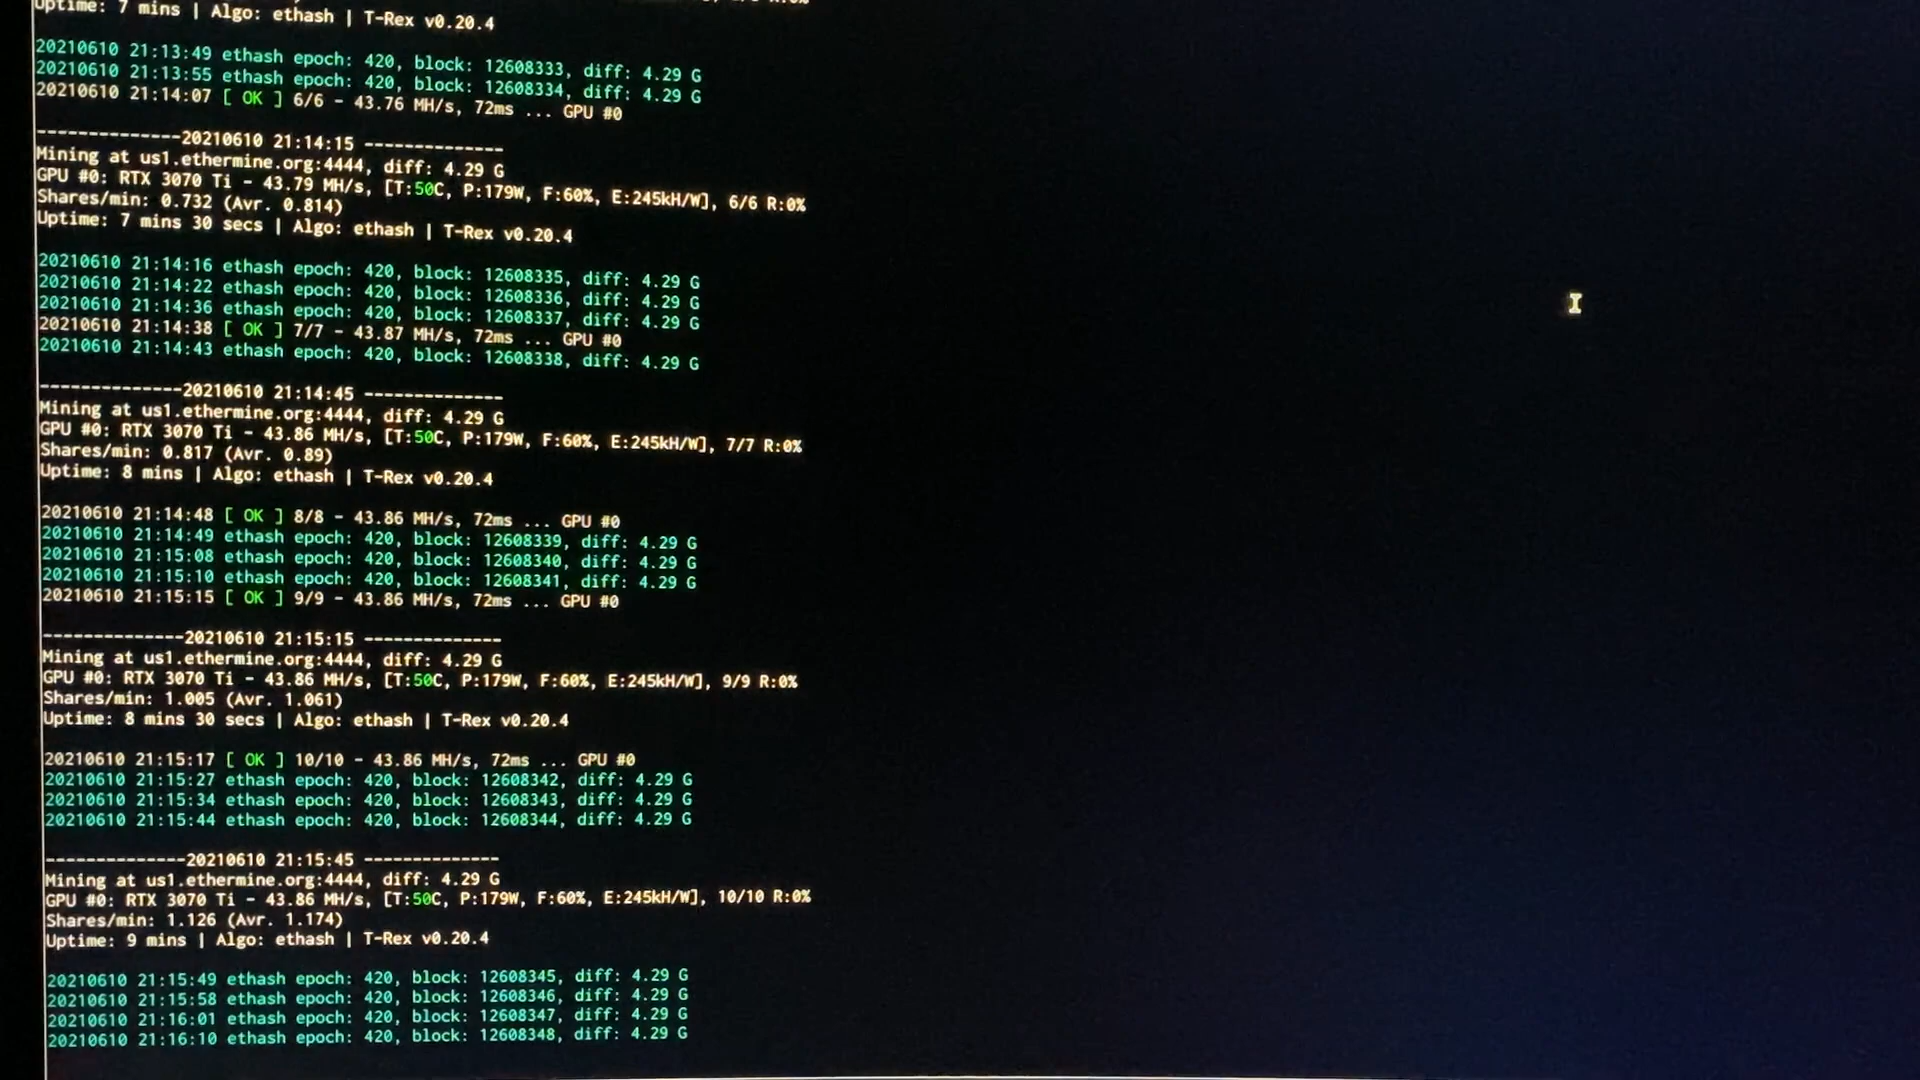 Uptime: 7 mins | Algo: ethash | T-Rex v0.20.4
20210610 21:13:49 ethash epoch: 420, block: 12608333, diff: 4.29 G
20210610 21:13:55 ethash epoch: 420, block: 12608334, diff: 4.29 G
20210610 21:14:07 [ OK ] 6/6 - 43.76 MH/s, 72ms ... GPU #0
--------------20210610 21:14:15 --------------
Mining at us1.ethermine.org:4444, diff: 4.29 G
GPU #0: RTX 3070 Ti - 43.79 MH/s, [T:50C, P:179W, F:60%, E:245kH/W], 6/6 R:0%
Shares/min: 0.732 (Avr. 0.814)
Uptime: 7 mins 30 secs | Algo: ethash | T-Rex v0.20.4
20210610 21:14:16 ethash epoch: 420, block: 12608335, diff: 4.29 G
20210610 21:14:22 ethash epoch: 420, block: 12608336, diff: 4.29 G
20210610 21:14:36 ethash epoch: 420, block: 12608337, diff: 4.29 G
20210610 21:14:38 [ OK ] 7/7 - 43.87 MH/s, 72ms ... GPU #0
20210610 21:14:43 ethash epoch: 420, block: 12608338, diff: 4.29 G
--------------20210610 21:14:45 --------------
Mining at us1.ethermine.org:4444, diff: 4.29 G
GPU #0: RTX 3070 Ti - 43.86 MH/s, [T:50C, P:179W, F:60%, E:245kH/W], 7/7 R:0%
Shares/min: 0.817 (Avr. 0.89)
Uptime: 8 mins | Algo: ethash | T-Rex v0.20.4
20210610 21:14:48 [ OK ] 8/8 - 43.86 MH/s, 72ms ... GPU #0
20210610 21:14:49 ethash epoch: 420, block: 12608339, diff: 4.29 G
20210610 21:15:08 ethash epoch: 420, block: 12608340, diff: 4.29 G
20210610 21:15:10 ethash epoch: 420, block: 12608341, diff: 4.29 G
20210610 21:15:15 [ OK ] 9/9 - 43.86 MH/s, 72ms ... GPU #0
--------------20210610 21:15:15 --------------
Mining at us1.ethermine.org:4444, diff: 4.29 G
GPU #0: RTX 3070 Ti - 43.86 MH/s, [T:50C, P:179W, F:60%, E:245kH/W], 9/9 R:0%
Shares/min: 1.005 (Avr. 1.061)
Uptime: 8 mins 30 secs | Algo: ethash | T-Rex v0.20.4
20210610 21:15:17 [ OK ] 10/10 - 43.86 MH/s, 72ms ... GPU #0
20210610 21:15:27 ethash epoch: 420, block: 12608342, diff: 4.29 G
20210610 21:15:34 ethash epoch: 420, block: 12608343, diff: 4.29 G
20210610 21:15:44 ethash epoch: 420, block: 12608344, diff: 4.29 G
--------------20210610 21:15:45 --------------
Mining at us1.ethermine.org:4444, diff: 4.29 G
GPU #0: RTX 3070 Ti - 43.86 MH/s, [T:50C, P:179W, F:60%, E:245kH/W], 10/10 R:0%
Shares/min: 1.126 (Avr. 1.174)
Uptime: 9 mins | Algo: ethash | T-Rex v0.20.4
20210610 21:15:49 ethash epoch: 420, block: 12608345, diff: 4.29 G
20210610 21:15:58 ethash epoch: 420, block: 12608346, diff: 4.29 G
20210610 21:16:01 ethash epoch: 420, block: 12608347, diff: 4.29 G
20210610 21:16:10 ethash epoch: 420, block: 12608348, diff: 4.29 G